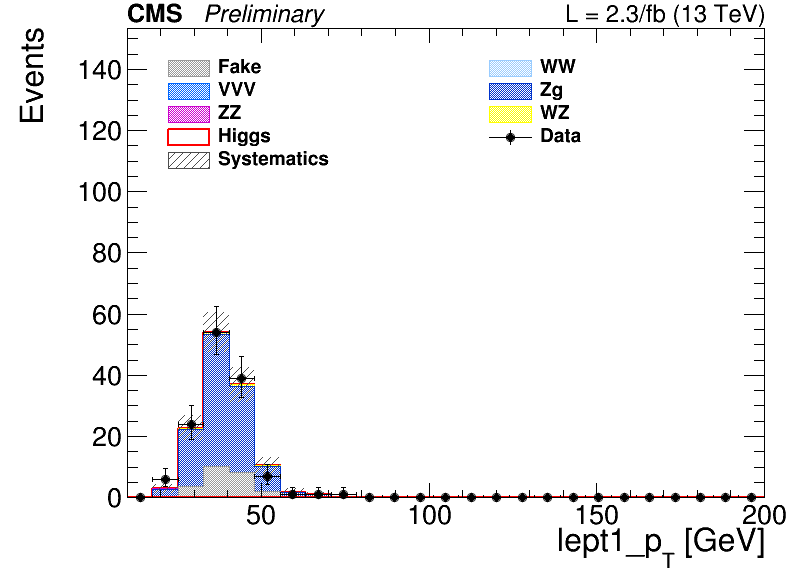 CMS Preliminary L = 2.3/fb (13 TeV)
Events
140
120
100
80
60
40
20
0
Fake WW
VVV Zg
ZZ WZ
Higgs Data
Systematics
50 100 150 200
lept1_p_T [GeV]